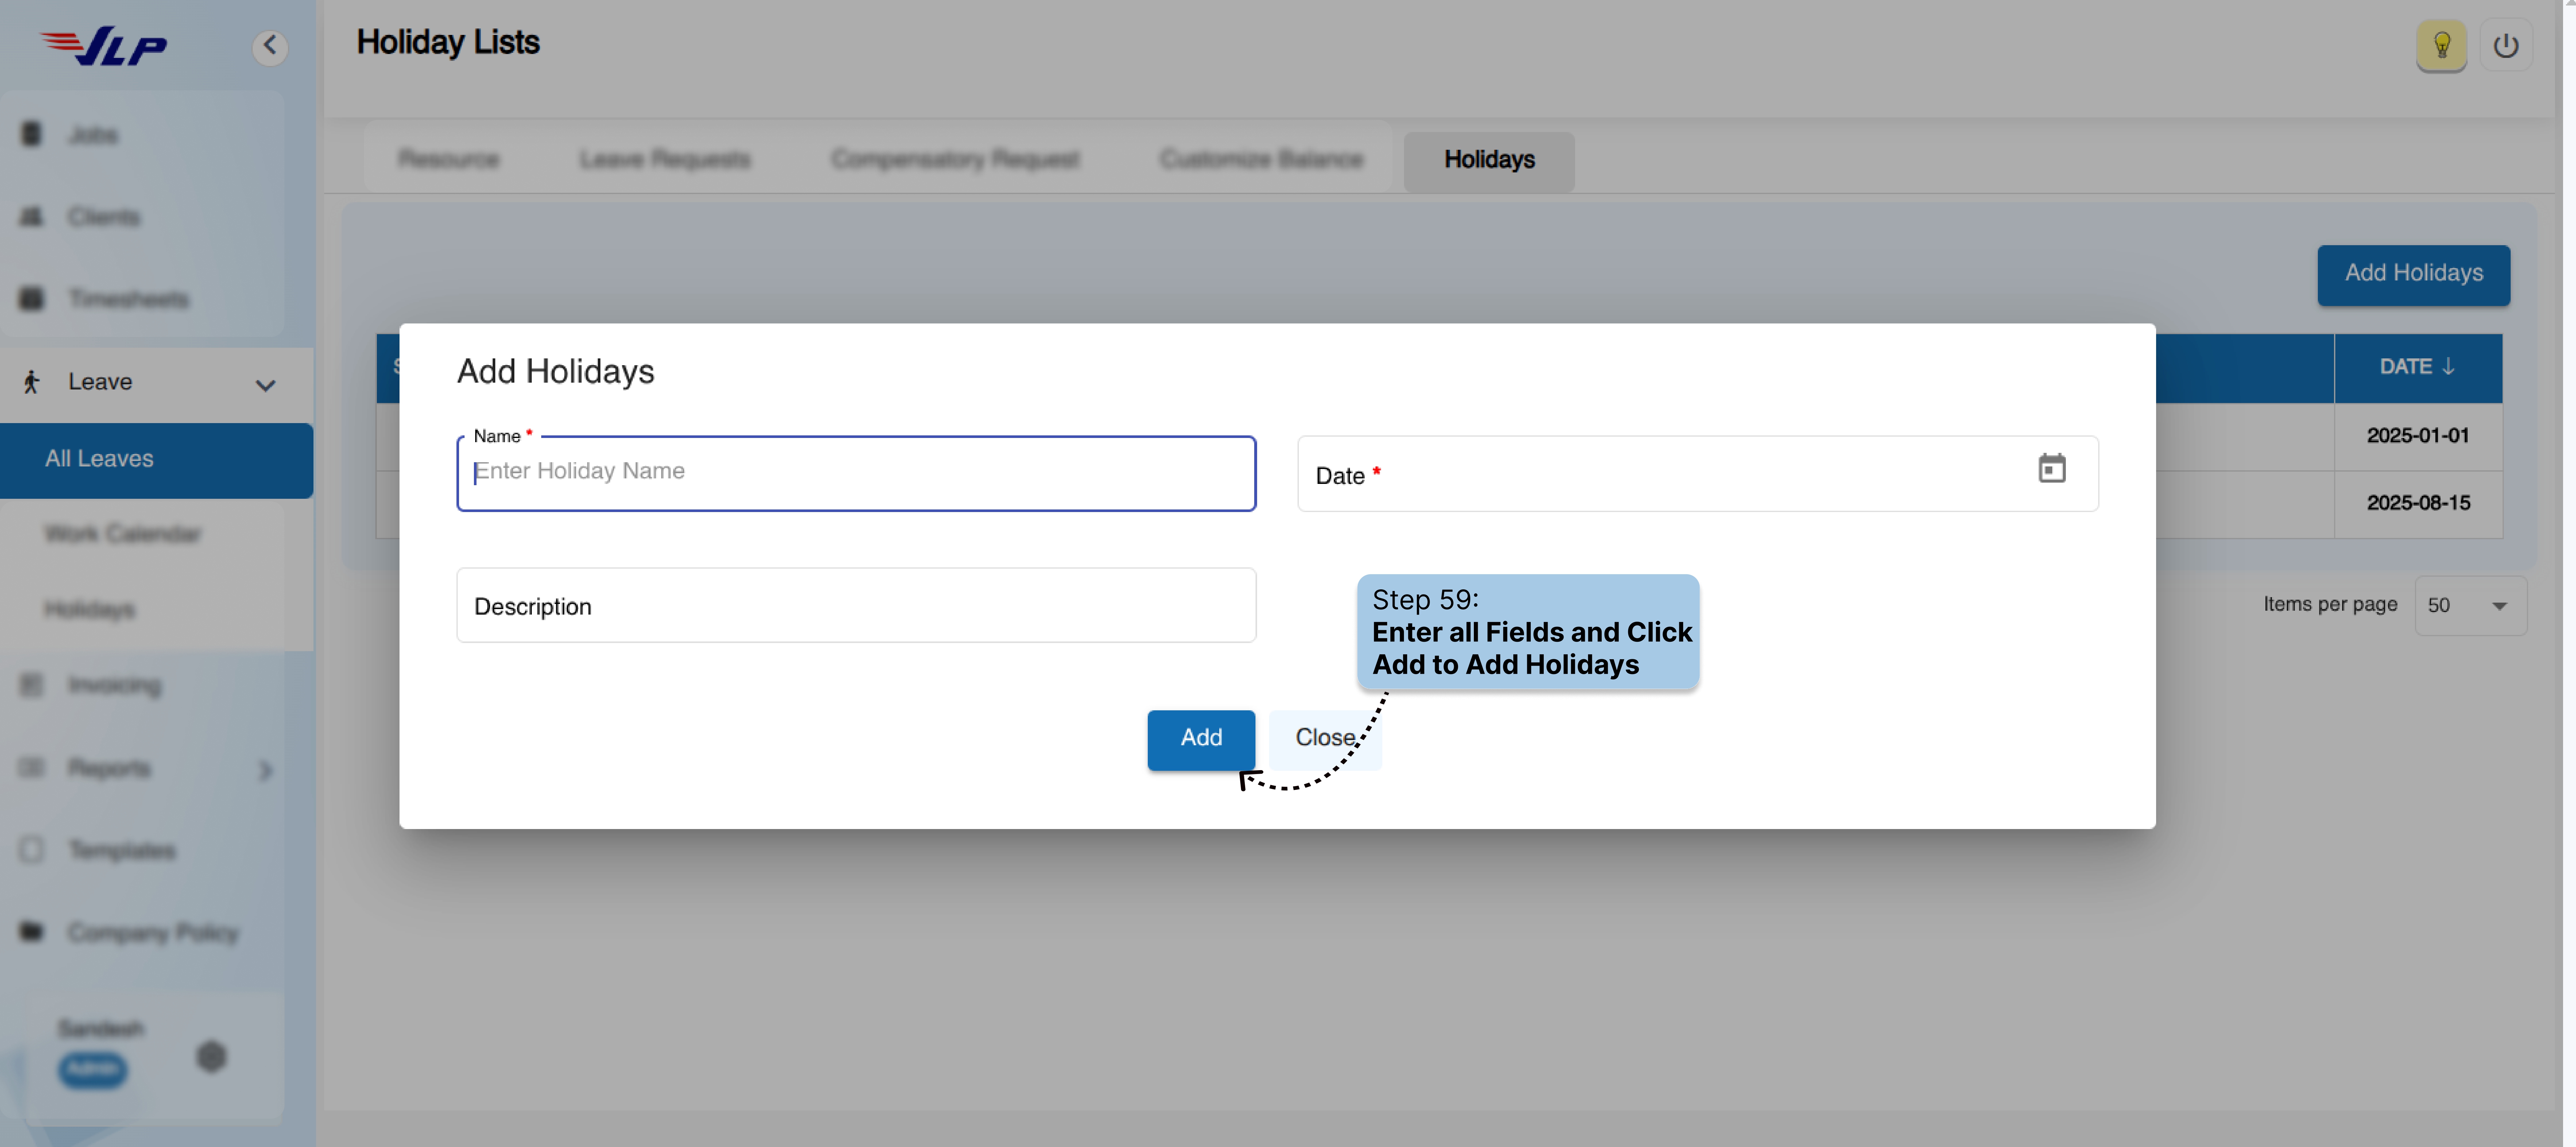 VLP
Holiday Lists
Jobs
Clients
Timesheets
Leave
All Leaves
Work Calendar
Holidays
Invoicing
Reports
Templates
Company Policy
Sandesh
Admin
Resource
Leave Requests
Compensatory Request
Customize Balance
Holidays
Add Holidays
DATE ↓
2025-01-01
2025-08-15
Items per page 50
Add Holidays
Name *
Enter Holiday Name
Date *
Description
Step 59:
Enter all Fields and Click
Add to Add Holidays
Add
Close